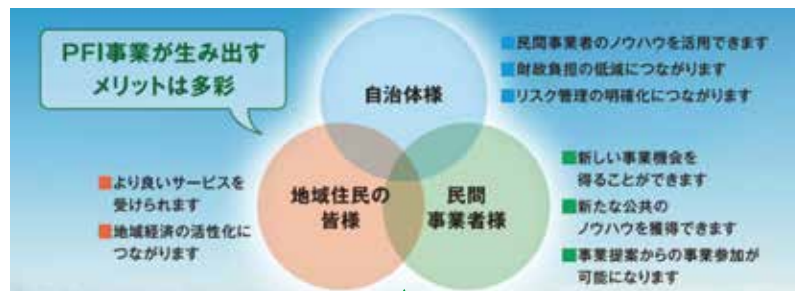 PFI事業が生み出す
メリットは多彩
自治体様
■民間事業者のノウハウを活用できます
■財政負担の低減につながります
■リスク管理の明確化につながります
地域住民の
皆様
■より良いサービスを
受けられます
■地域経済の活性化に
つながります
民間
事業者様
■新しい事業機会を
得ることができます
■新たな公共の
ノウハウを獲得できます
■事業提案からの事業参加が
可能になります